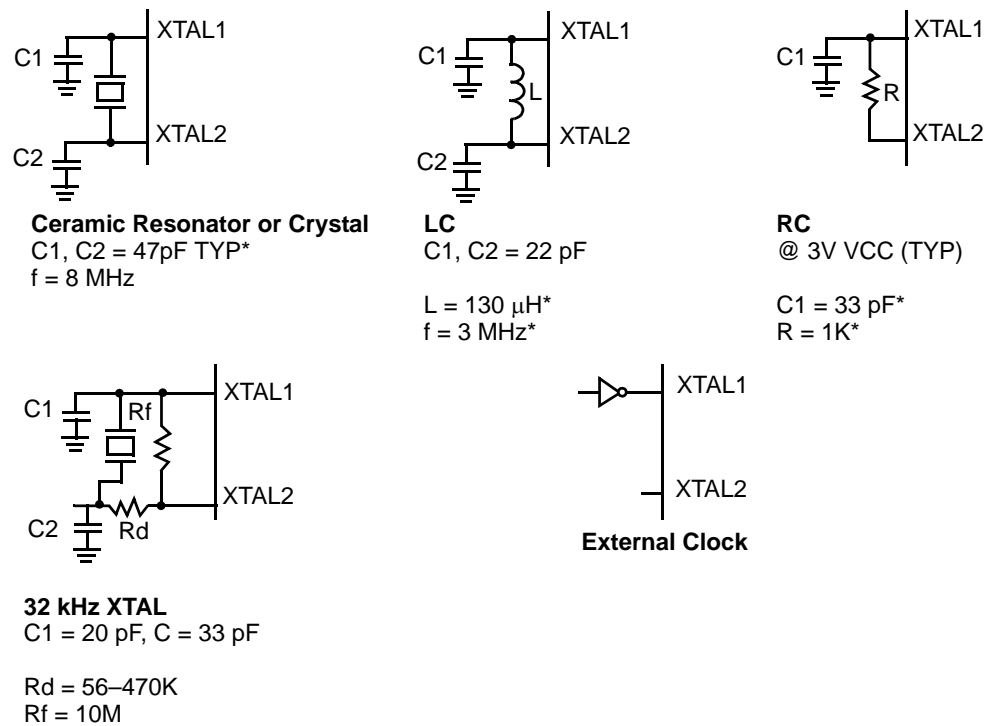 XTAL1
C1
XTAL2
C2
Ceramic Resonator or Crystal
C1, C2 = 47pF TYP*
f = 8 MHz
XTAL1
C1
L
XTAL2
C2
LC
C1, C2 = 22 pF
L = 130 μH*
f = 3 MHz*
XTAL1
C1
R
XTAL2
RC
@ 3V VCC (TYP)
C1 = 33 pF*
R = 1K*
XTAL1
C1
Rf
XTAL2
C2
Rd
32 kHz XTAL
C1 = 20 pF, C = 33 pF
Rd = 56–470K
Rf = 10M
XTAL1
XTAL2
External Clock